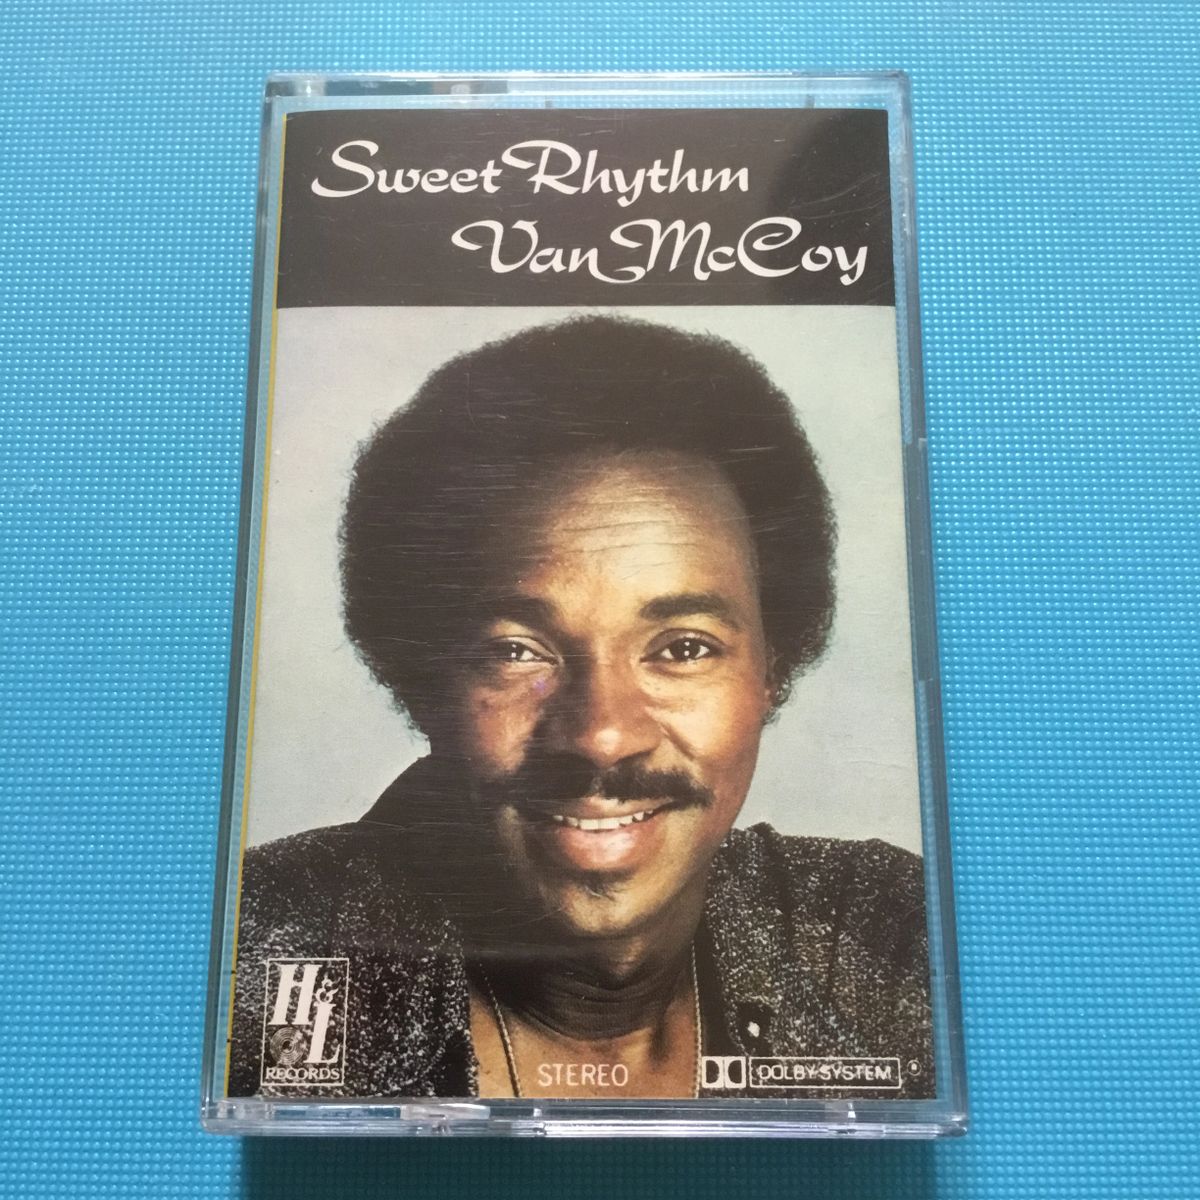 Sweet Rhythm
Van McCoy
H&L
RECORDS
STEREO
DOLBY SYSTEM